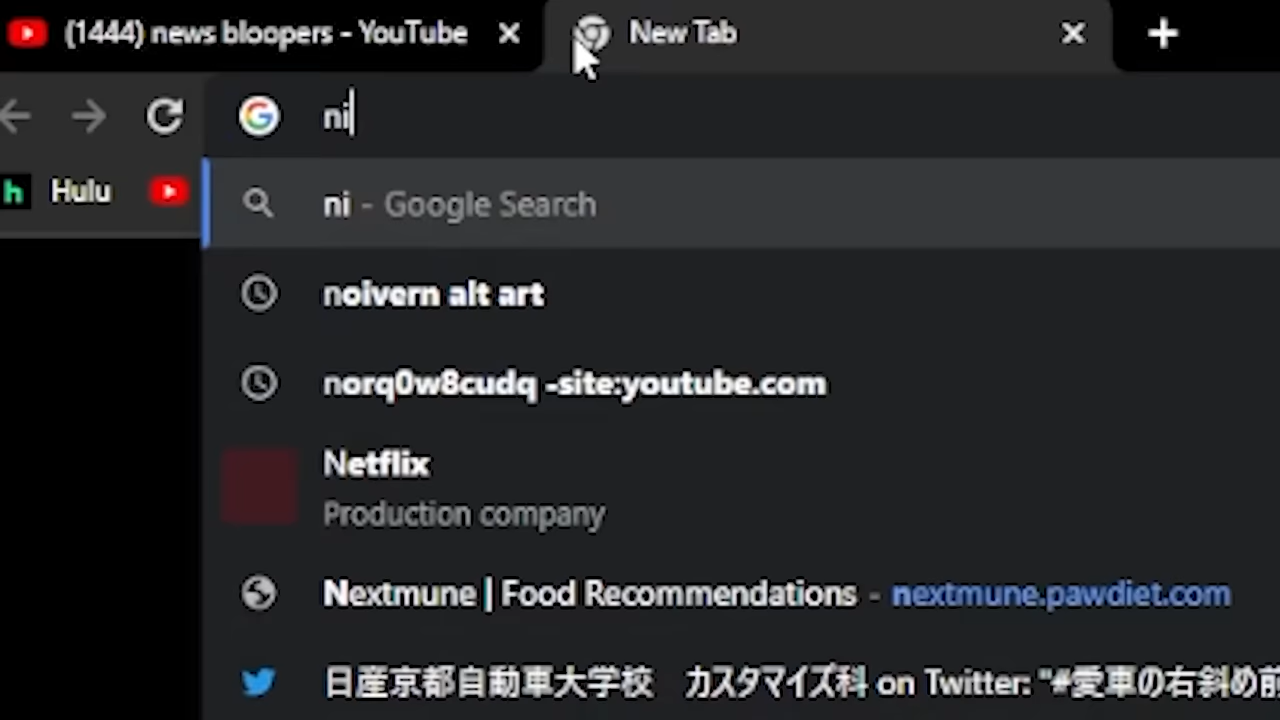 (1444) news bloopers - YouTube
New Tab
ni
Hulu
ni - Google Search
noivern alt art
norq0w8cudq -site:youtube.com
Netflix
Production company
Nextmune | Food Recommendations - nextmune.pawdiet.com
日産京都自動車大学校 カスタマイズ科 on Twitter: "#愛車の右斜め前